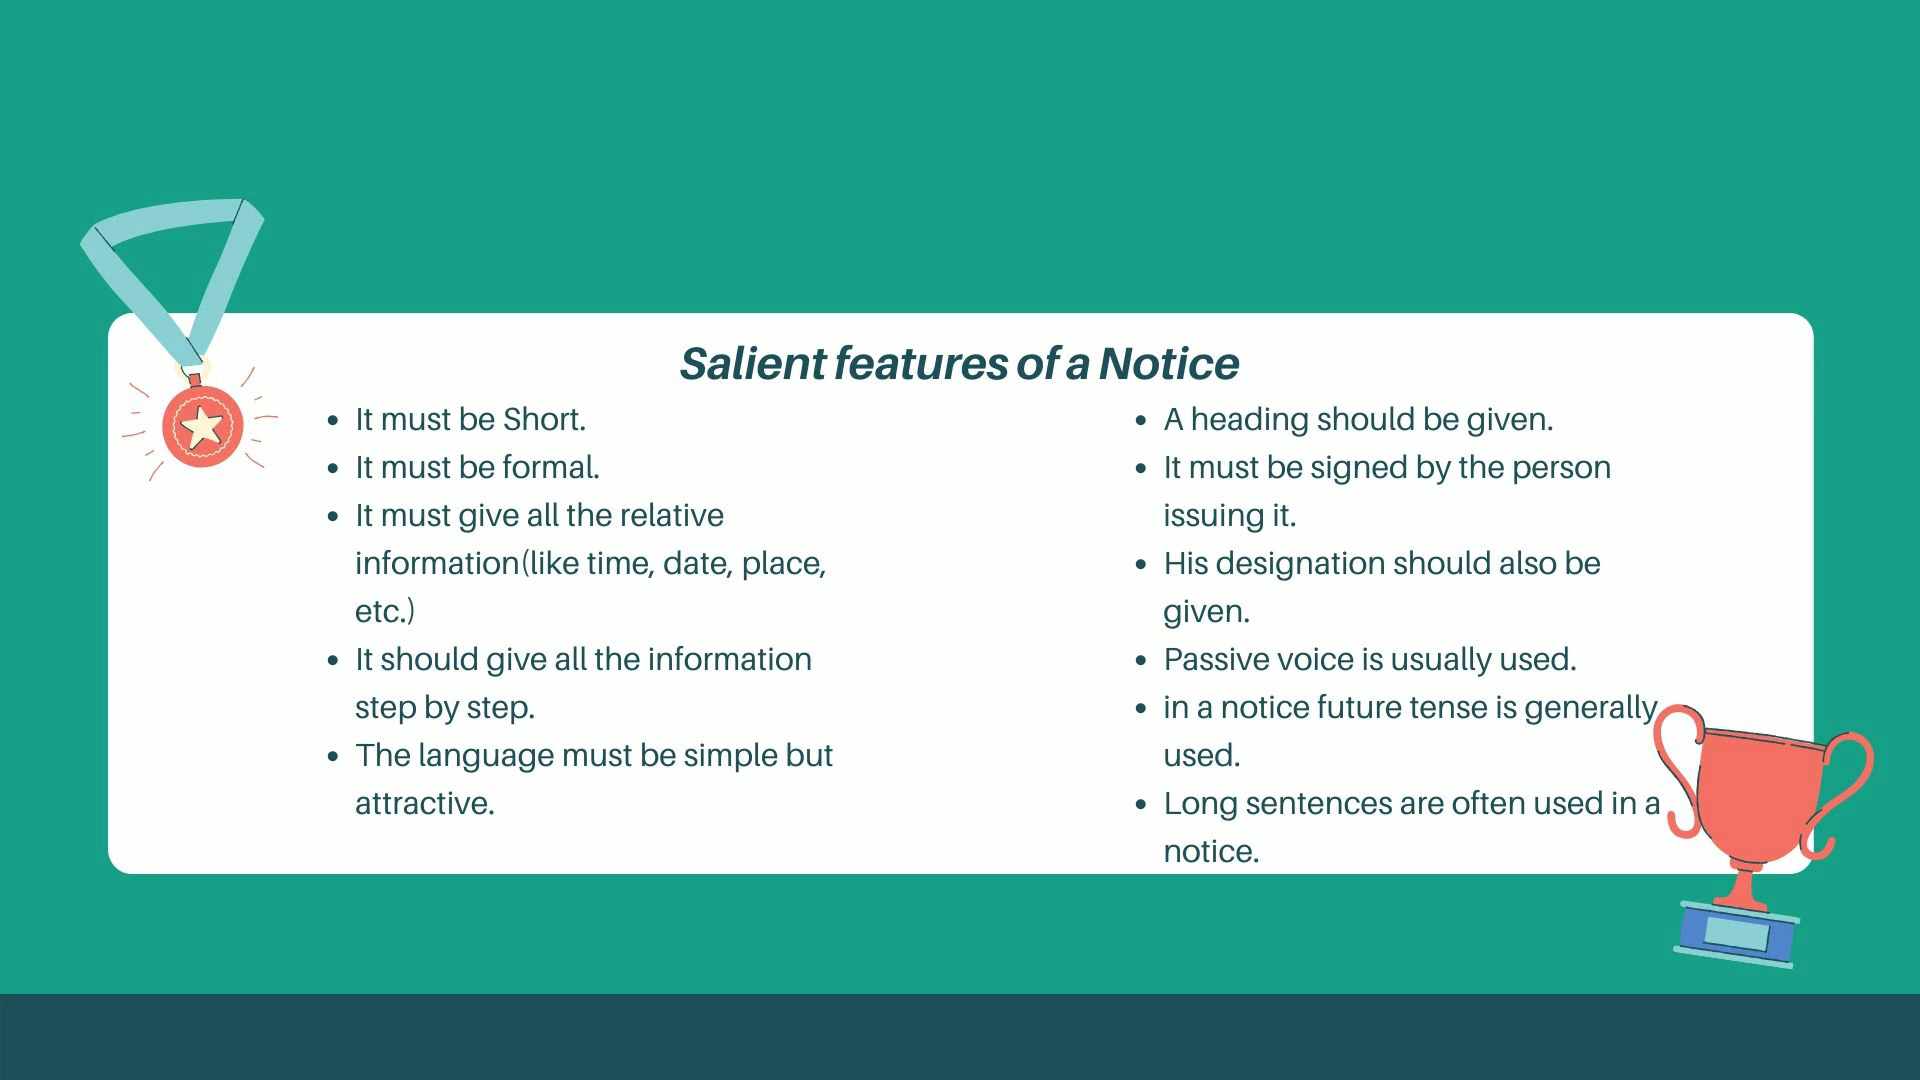 Salient features of a Notice
• It must be Short.
• It must be formal.
• It must give all the relative
information(like time, date, place,
etc.)
• It should give all the information
step by step.
• The language must be simple but
attractive.
• A heading should be given.
• It must be signed by the person
issuing it.
• His designation should also be
given.
• Passive voice is usually used.
• in a notice future tense is generally
used.
• Long sentences are often used in a
notice.